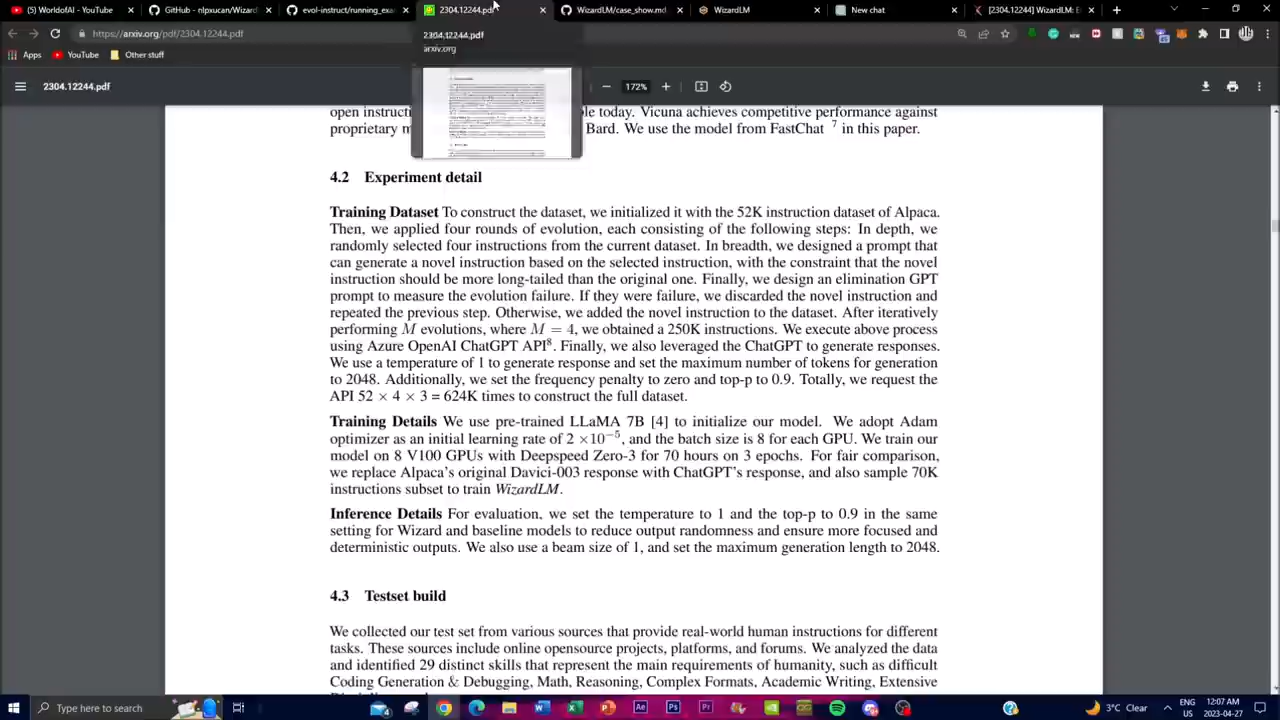 (5) WorldofAI - YouTube
GitHub - nlpxucan/Wizard
evol-instruct/running_exa
2304.12244.pdf
WizardLM/case_show.md
WizardLM
New chat
[2304.12244] WizardLM: E
https://arxiv.org/pdf/2304.12244.pdf
2304.12244.pdf
arxiv.org
Apps
YouTube
Other stuff
2304.12244.pdf
172%
open instruct
le today. Vicuna achieves competitive performance against
proprietary m
Bard. We use the model from FastChat 7 in this paper.
4.2 Experiment detail
Training Dataset To construct the dataset, we initialized it with the 52K instruction dataset of Alpaca.
Then, we applied four rounds of evolution, each consisting of the following steps: In depth, we
randomly selected four instructions from the current dataset. In breadth, we designed a prompt that
can generate a novel instruction based on the selected instruction, with the constraint that the novel
instruction should be more long-tailed than the original one. Finally, we design an elimination GPT
prompt to measure the evolution failure. If they were failure, we discarded the novel instruction and
repeated the previous step. Otherwise, we added the novel instruction to the dataset. After iteratively
performing M evolutions, where M = 4, we obtained a 250K instructions. We execute above process
using Azure OpenAI ChatGPT API8. Finally, we also leveraged the ChatGPT to generate responses.
We use a temperature of 1 to generate response and set the maximum number of tokens for generation
to 2048. Additionally, we set the frequency penalty to zero and top-p to 0.9. Totally, we request the
API 52 × 4 × 3 = 624K times to construct the full dataset.
Training Details We use pre-trained LLaMA 7B [4] to initialize our model. We adopt Adam
optimizer as an initial learning rate of 2 ×10−5, and the batch size is 8 for each GPU. We train our
model on 8 V100 GPUs with Deepspeed Zero-3 for 70 hours on 3 epochs. For fair comparison,
we replace Alpaca's original Davici-003 response with ChatGPT's response, and also sample 70K
instructions subset to train WizardLM.
Inference Details For evaluation, we set the temperature to 1 and the top-p to 0.9 in the same
setting for Wizard and baseline models to reduce output randomness and ensure more focused and
deterministic outputs. We also use a beam size of 1, and set the maximum generation length to 2048.
4.3 Testset build
We collected our test set from various sources that provide real-world human instructions for different
tasks. These sources include online opensource projects, platforms, and forums. We analyzed the data
and identified 29 distinct skills that represent the main requirements of humanity, such as difficult
Coding Generation & Debugging, Math, Reasoning, Complex Formats, Academic Writing, Extensive
Type here to search
3°C Clear
ENG
US
12:07 AM
2023-04-27